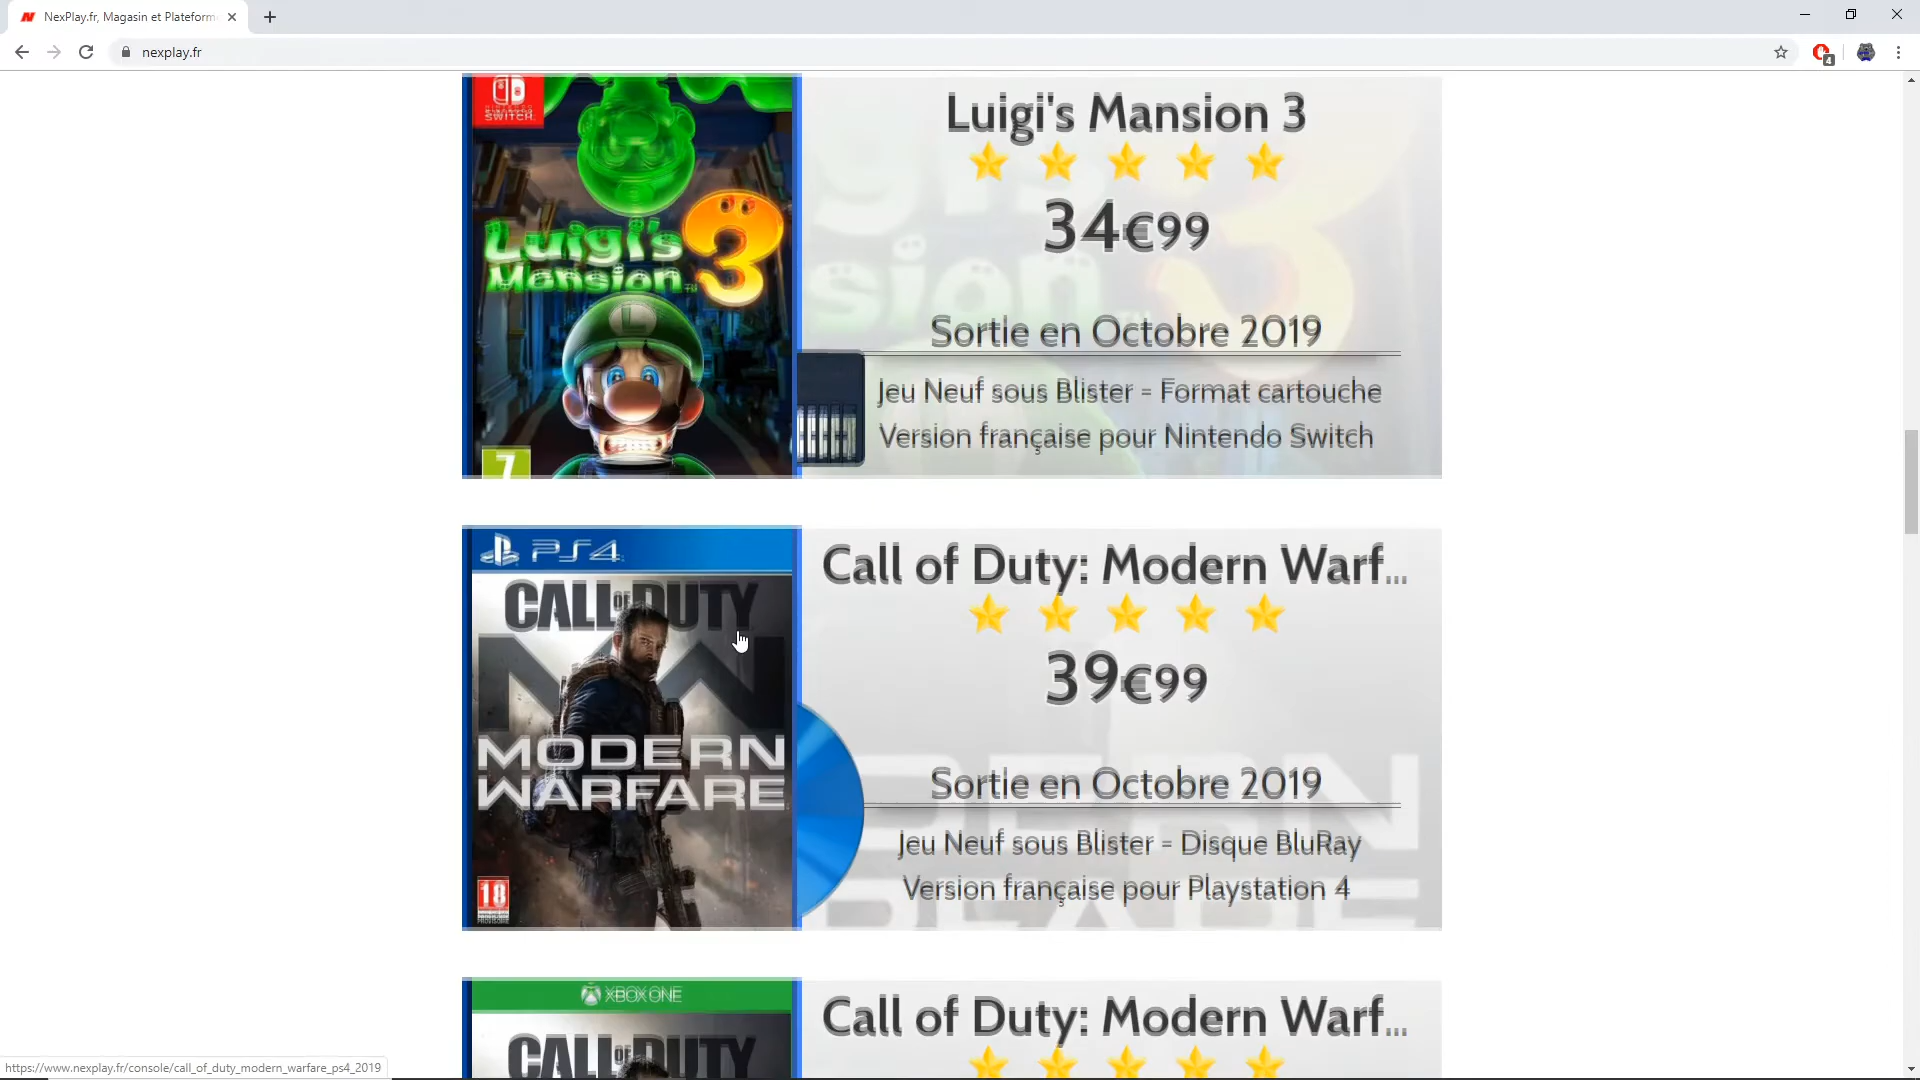 NexPlay.fr, Magasin et Plateform
nexplay.fr
4
NINTENDO
SWITCH
Luigi's
Mansion
3
L
7
Luigi's Mansion 3
34€99
Sortie en Octobre 2019
Jeu Neuf sous Blister = Format cartouche
Version française pour Nintendo Switch
PS4
CALL OF DUTY
MW
MODERN
WARFARE
18
Call of Duty: Modern Warf...
39€99
Sortie en Octobre 2019
Jeu Neuf sous Blister = Disque BluRay
Version française pour Playstation 4
XBOX ONE
CALL OF DUTY
Call of Duty: Modern Warf...
https://www.nexplay.fr/console/call_of_duty_modern_warfare_ps4_2019